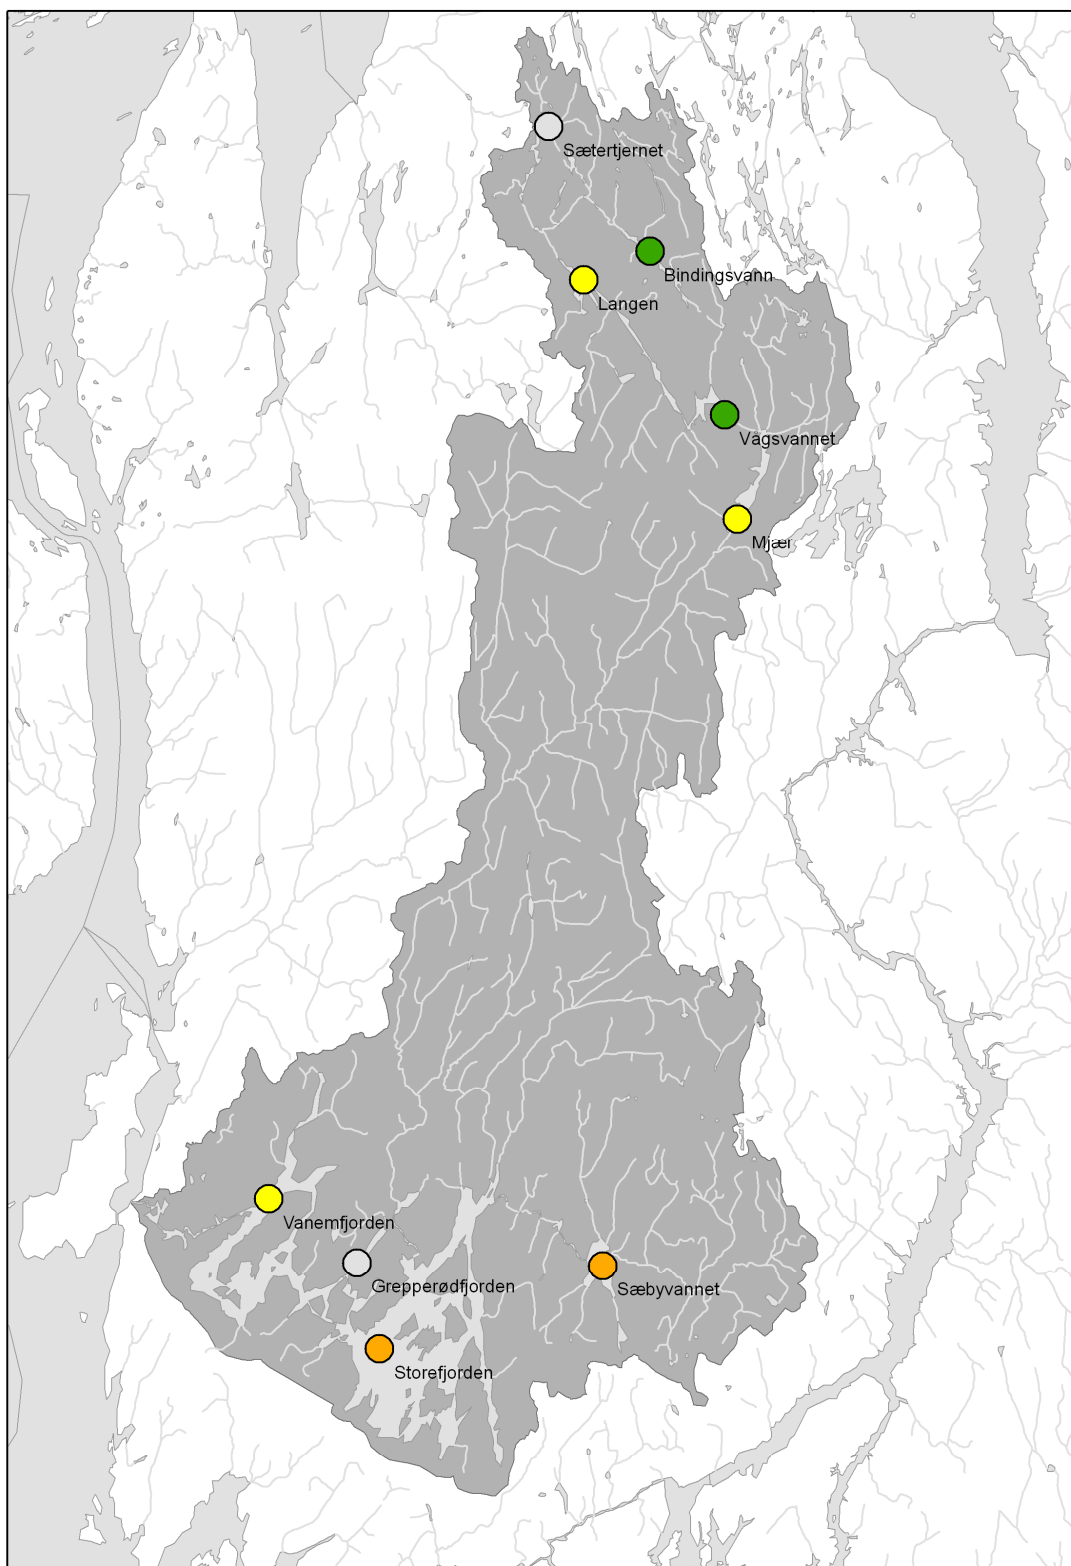 Sætertjernet
Bindingsvann
Langen
Vågsvannet
Mjær
Vanemfjorden
Grepperødfjorden
Sæbyvannet
Storefjorden